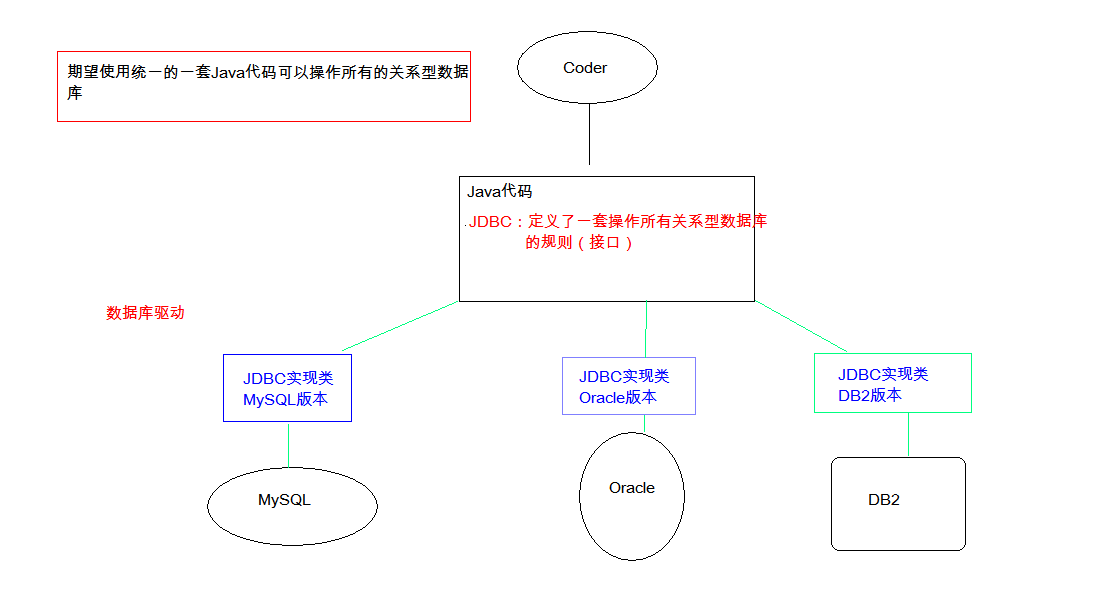 期望使用统一的一套Java代码可以操作所有的关系型数据
库
Coder
Java代码
.JDBC：定义了一套操作所有关系型数据库
的规则（接口）
数据库驱动
JDBC实现类
MySQL版本
JDBC实现类
Oracle版本
JDBC实现类
DB2版本
MySQL
Oracle
DB2